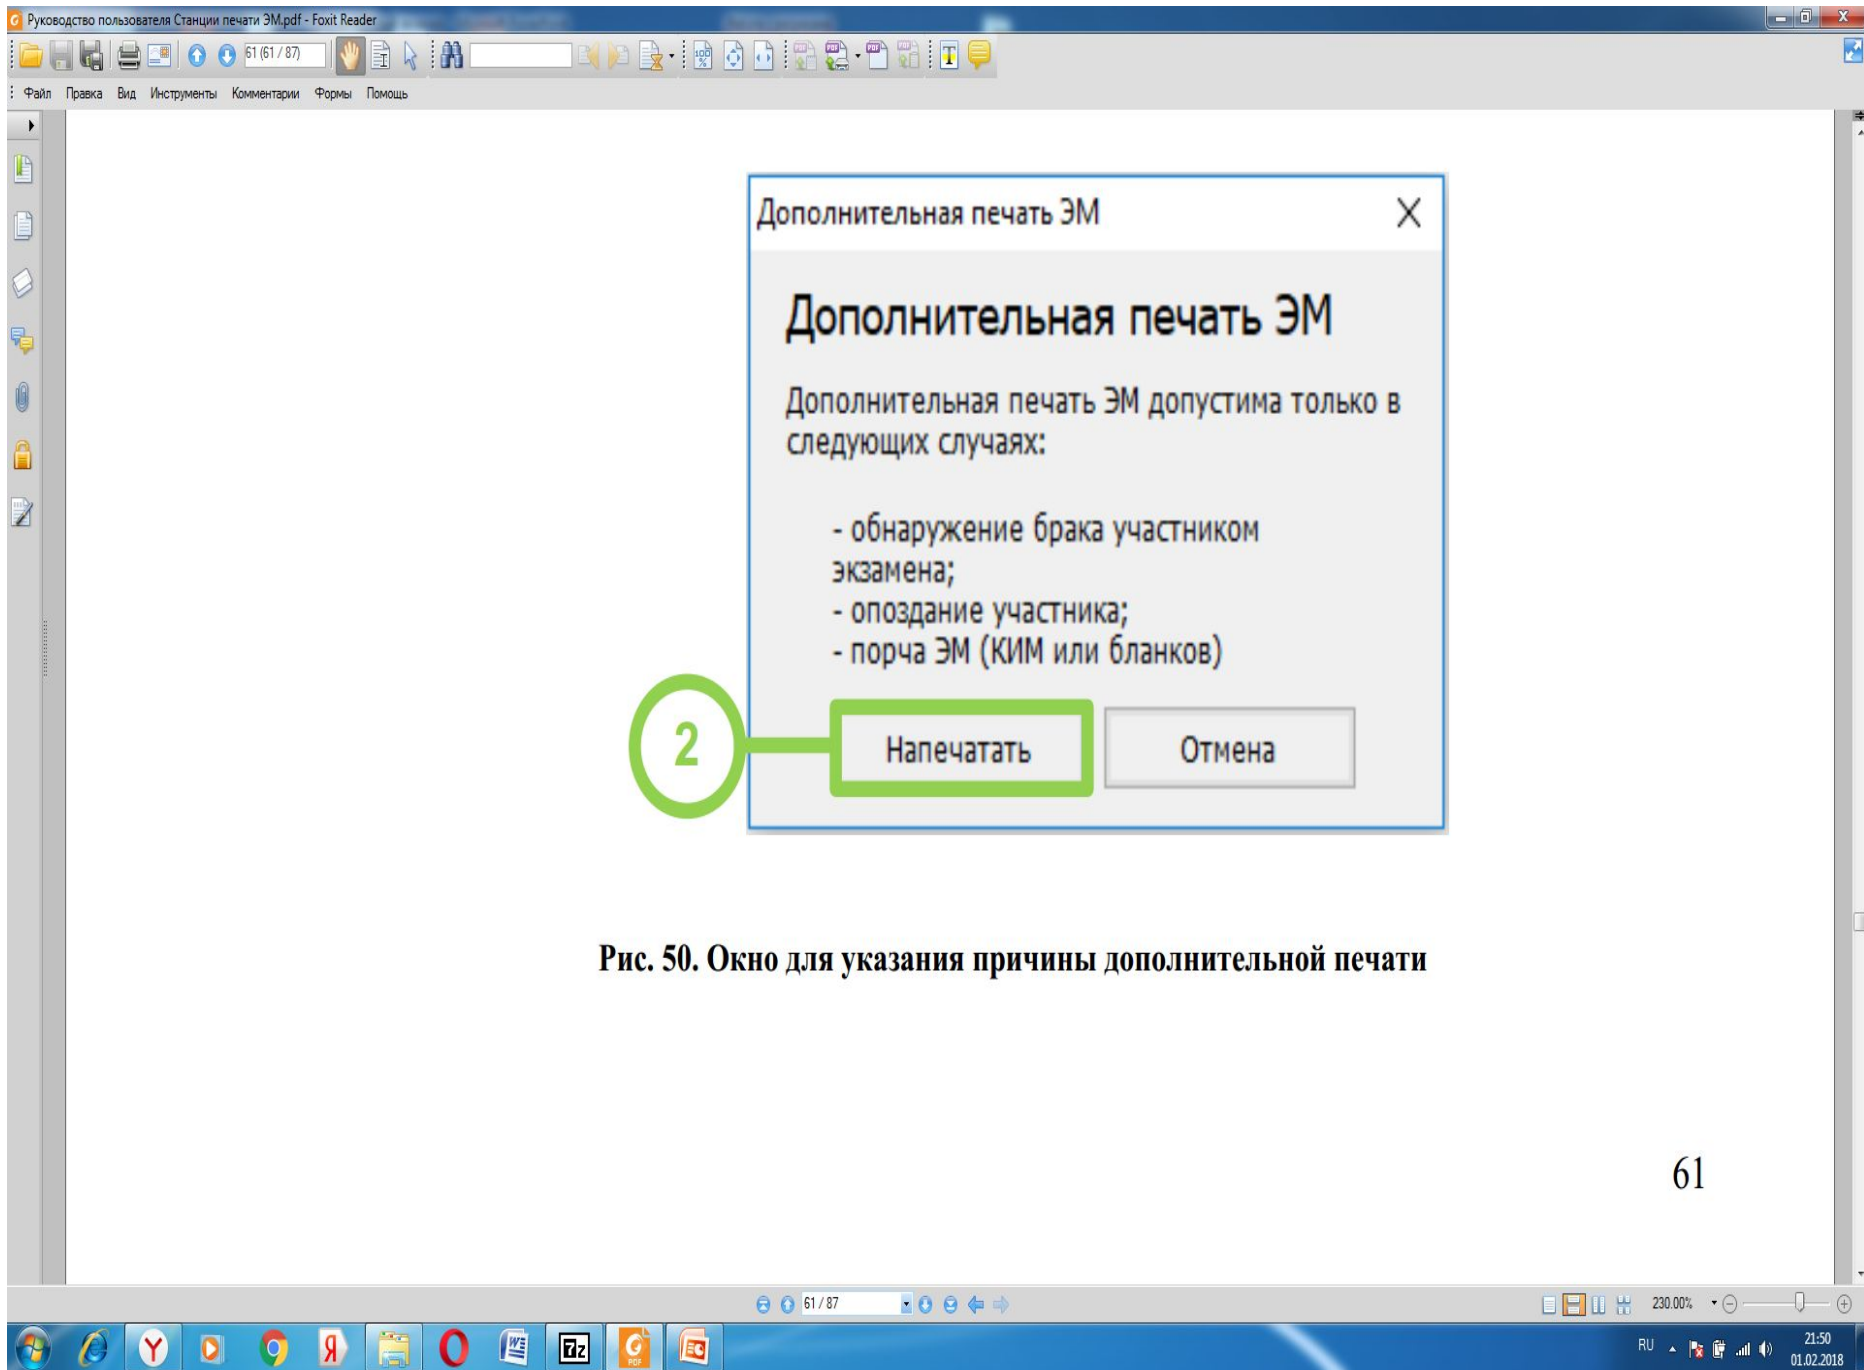 Руководство пользователя Станции печати ЭМ.pdf - Foxit Reader
61 (61 / 87)
Файл Правка Вид Инструменты Комментарии Формы Помощь
Дополнительная печать ЭМ
Дополнительная печать ЭМ
Дополнительная печать ЭМ допустима только в
следующих случаях:
- обнаружение брака участником
экзамена;
- опоздание участника;
- порча ЭМ (КИМ или бланков)
2
Напечатать
Отмена
Рис. 50. Окно для указания причины дополнительной печати
61
61 / 87
230.00%
RU
21:50
01.02.2018